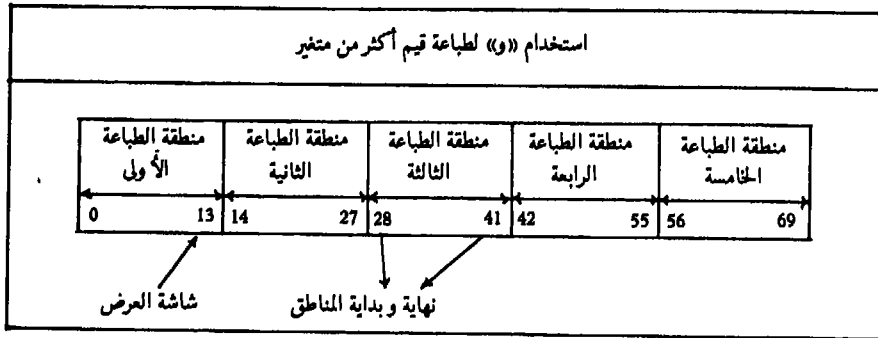 استخدام «و» لطباعة قيم أكثر من متغير
منطقة الطباعة الأولى
منطقة الطباعة الثانية
منطقة الطباعة الثالثة
منطقة الطباعة الرابعة
منطقة الطباعة الخامسة
0 13 14 27 28 41 42 55 56 69
شاشة العرض
نهاية و بداية المناطق